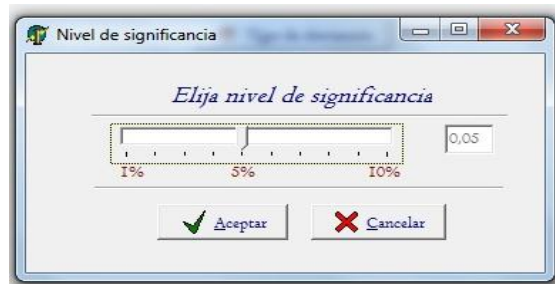 Nivel de significancia
Elija nivel de significancia
0,05
1% 5% 10%
Aceptar Cancelar